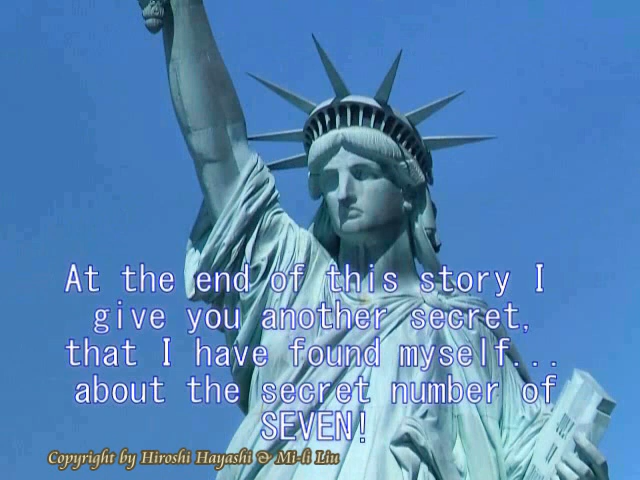 At the end of this story I
give you another secret,
that I have found myself...
about the secret number of
SEVEN!
Copyright by Hiroshi Hayashi & Mi-li Liu